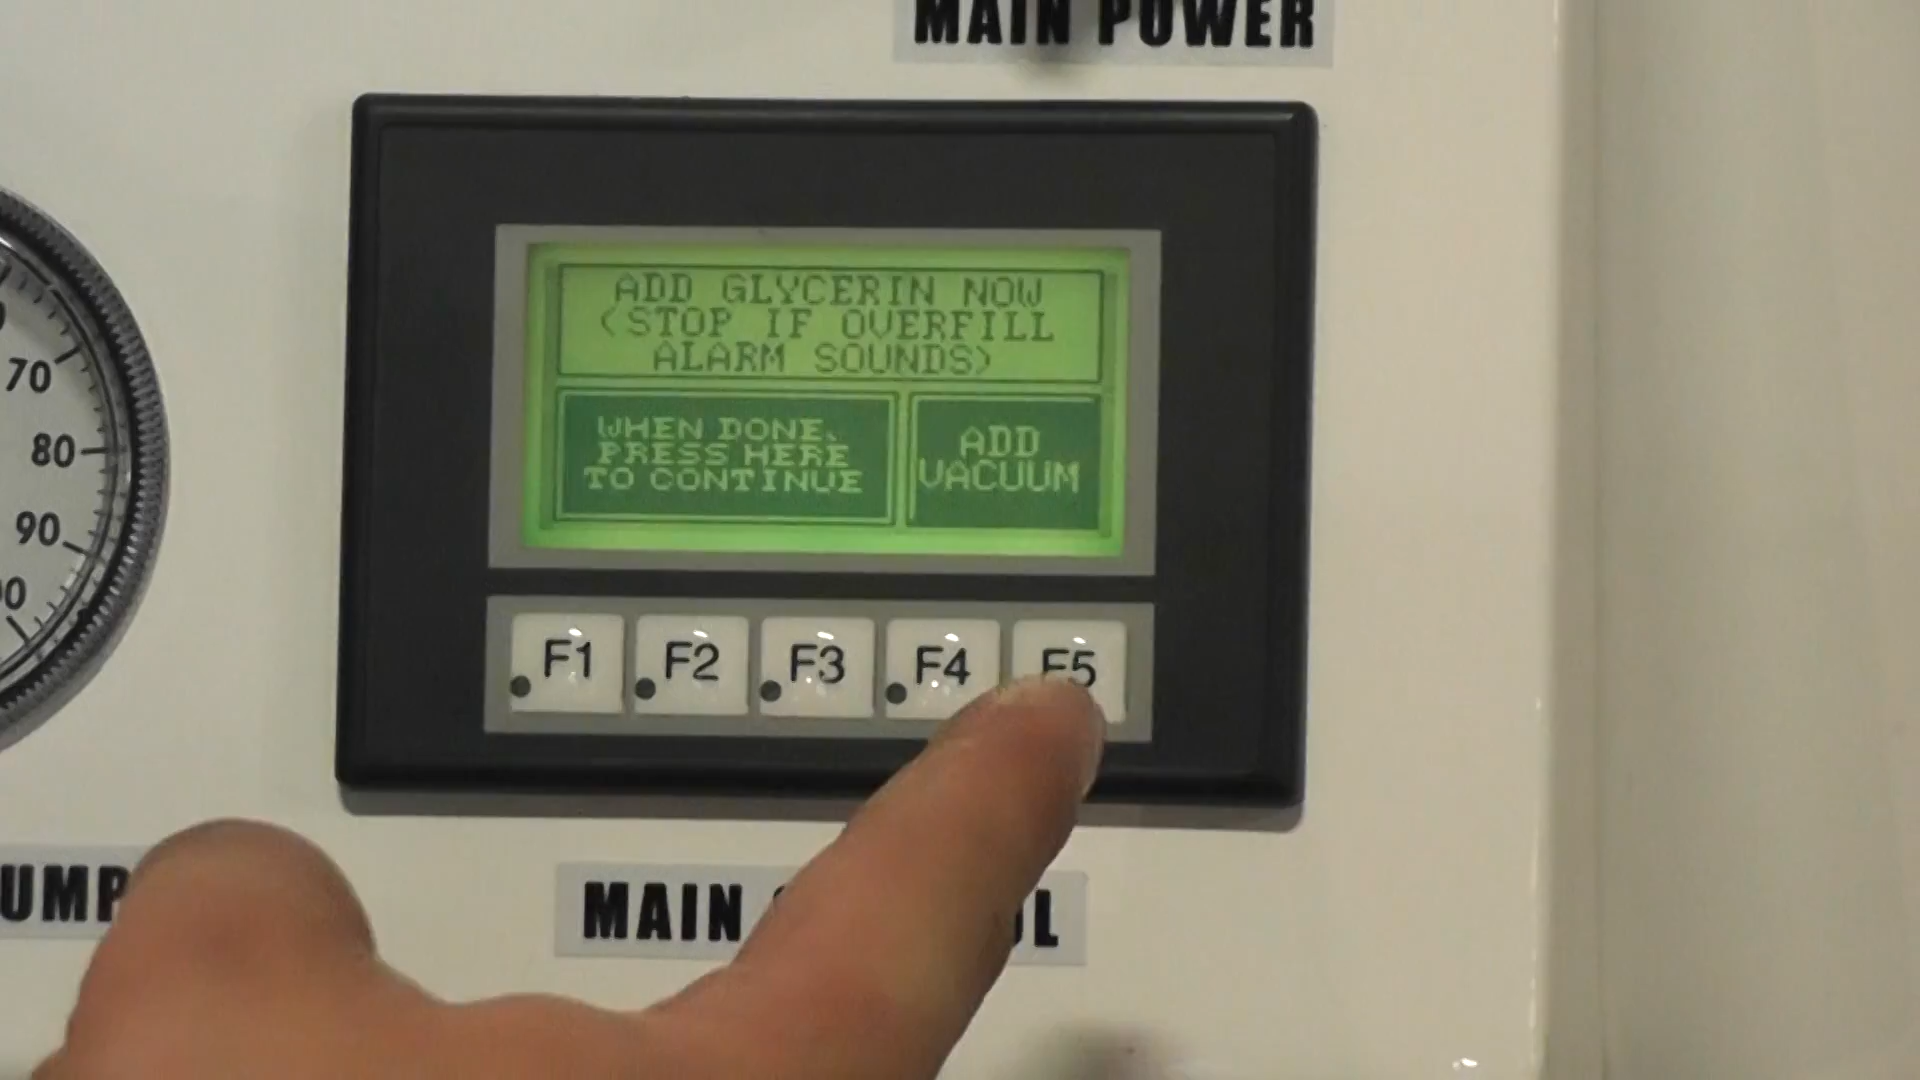 MAIN POWER
ADD GLYCERIN NOW
(STOP IF OVERFILL
ALARM SOUNDS)
WHEN DONE,
PRESS HERE
TO CONTINUE
ADD
VACUUM
70
80
90
F1
F2
F3
F4
F5
UMP
MAIN